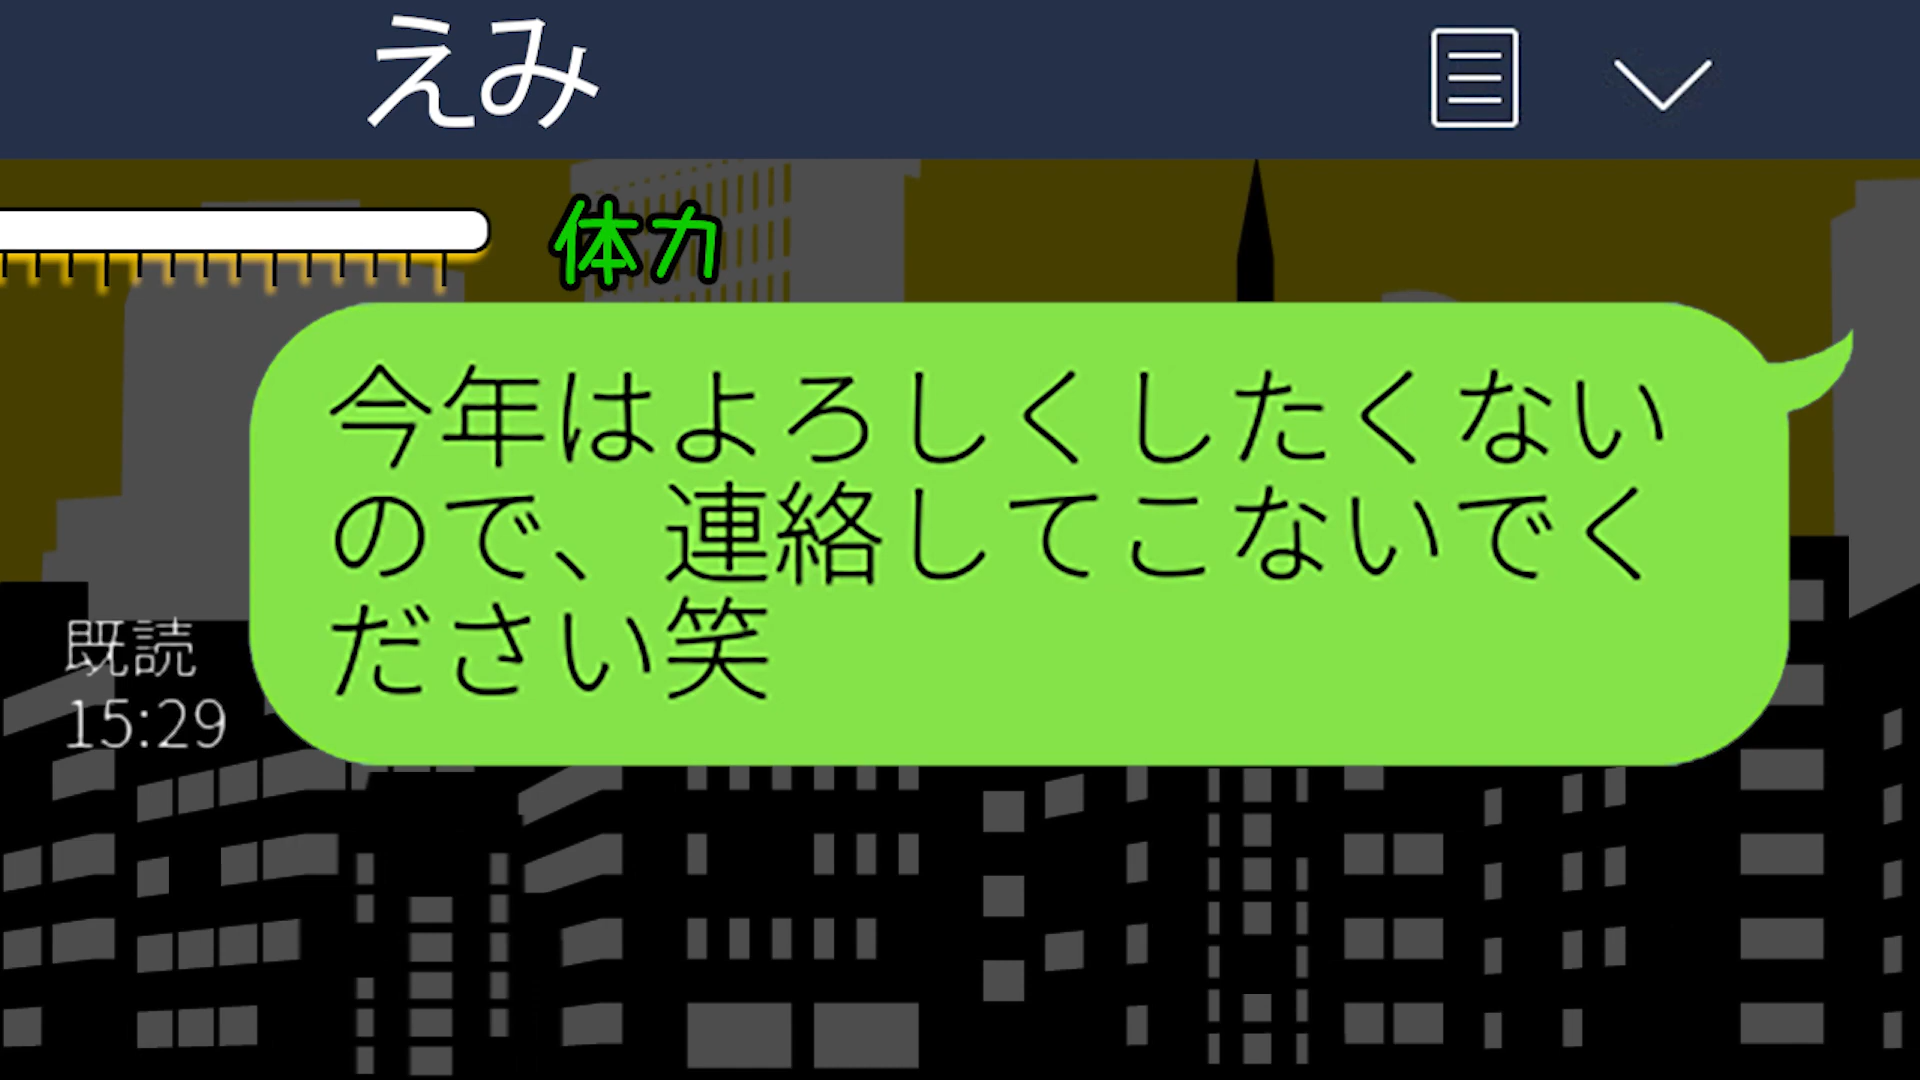 えみ
体力
今年はよろしくしたくない
ので、連絡してこないでく
ださい笑
既読
15:29